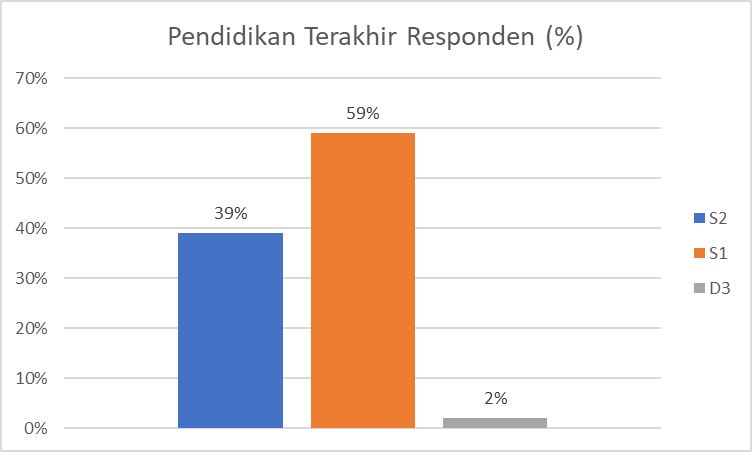 Pendidikan Terakhir Responden (%)
70%
60%
50%
40%
30%
20%
10%
0%
39%
59%
2%
S2
S1
D3